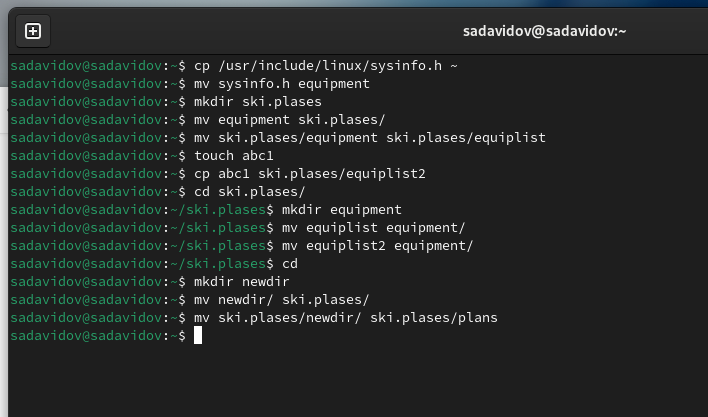 sadavidov@sadavidov:~
sadavidov@sadavidov:~$ cp /usr/include/linux/sysinfo.h ~
sadavidov@sadavidov:~$ mv sysinfo.h equipment
sadavidov@sadavidov:~$ mkdir ski.plases
sadavidov@sadavidov:~$ mv equipment ski.plases/
sadavidov@sadavidov:~$ mv ski.plases/equipment ski.plases/equiplist
sadavidov@sadavidov:~$ touch abc1
sadavidov@sadavidov:~$ cp abc1 ski.plases/equiplist2
sadavidov@sadavidov:~$ cd ski.plases/
sadavidov@sadavidov:~/ski.plases$ mkdir equipment
sadavidov@sadavidov:~/ski.plases$ mv equiplist equipment/
sadavidov@sadavidov:~/ski.plases$ mv equiplist2 equipment/
sadavidov@sadavidov:~/ski.plases$ cd
sadavidov@sadavidov:~$ mkdir newdir
sadavidov@sadavidov:~$ mv newdir/ ski.plases/
sadavidov@sadavidov:~$ mv ski.plases/newdir/ ski.plases/plans
sadavidov@sadavidov:~$